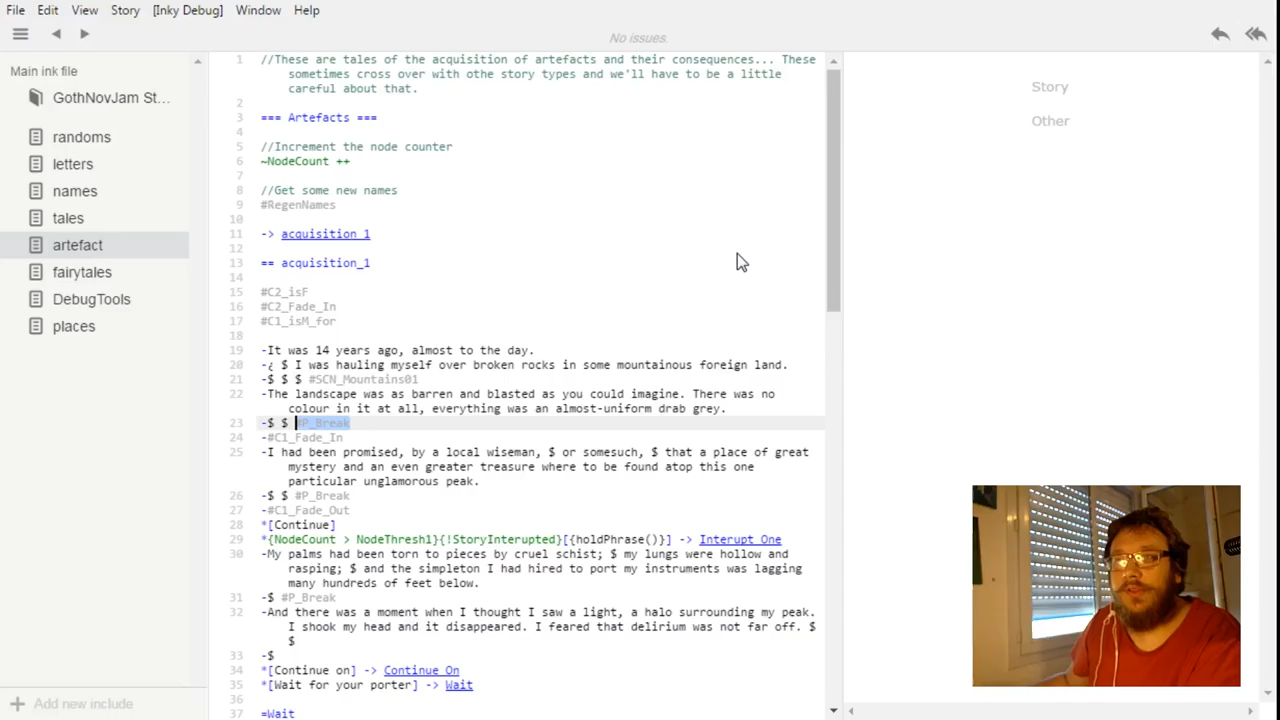 File Edit View Story [Inky Debug] Window Help
No issues.
Main ink file
GothNovJam St...
randoms
letters
names
tales
artefact
fairytales
DebugTools
places
Add new include
1 //These are tales of the acquisition of artefacts and their consequences... These
sometimes cross over with othe story types and we'll have to be a little
careful about that.
2
3 === Artefacts ===
4
5 //Increment the node counter
6 ~NodeCount ++
7
8 //Get some new names
9 #RegenNames
10
11 -> acquisition_1
12
13 == acquisition_1
14
15 #C2_isF
16 #C2_Fade_In
17 #C1_isM_for
18
19 -It was 14 years ago, almost to the day.
20 -¿ $ I was hauling myself over broken rocks in some mountainous foreign land.
21 -$ $ $ #SCN_Mountains01
22 -The landscape was as barren and blasted as you could imagine. There was no
colour in it at all, everything was an almost-uniform drab grey.
23 -$ $ #P_Break
24 -#C1_Fade_In
25 -I had been promised, by a local wiseman, $ or somesuch, $ that a place of great
mystery and an even greater treasure where to be found atop this one
particular unglamorous peak.
26 -$ $ #P_Break
27 -#C1_Fade_Out
28 *[Continue]
29 *{NodeCount > NodeThresh1}{!StoryInterupted}[{holdPhrase()}] -> Interupt_One
30 -My palms had been torn to pieces by cruel schist; $ my lungs were hollow and
rasping; $ and the simpleton I had hired to port my instruments was lagging
many hundreds of feet below.
31 -$ #P_Break
32 -And there was a moment when I thought I saw a light, a halo surrounding my peak.
I shook my head and it disappeared. I feared that delirium was not far off. $
$
33 -$
34 *[Continue on] -> Continue_On
35 *[Wait for your porter] -> Wait
36
37 =Wait
Story
Other